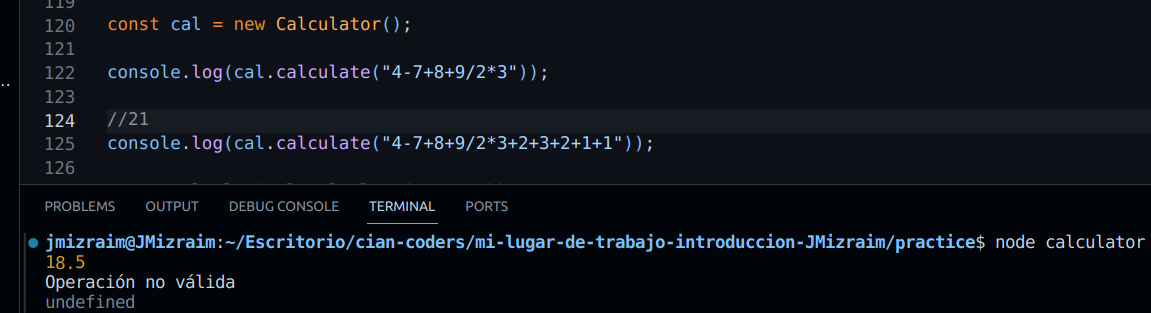 119
120 const cal = new Calculator();
121
122 console.log(cal.calculate("4-7+8+9/2*3"));
..
123
124 //21
125 console.log(cal.calculate("4-7+8+9/2*3+2+3+2+1+1"));
126
PROBLEMS OUTPUT DEBUG CONSOLE TERMINAL PORTS
jmizraim@JMizraim:~/Escritorio/cian-coders/mi-lugar-de-trabajo-introduccion-JMizraim/practice$ node calculator
18.5
Operación no válida
undefined